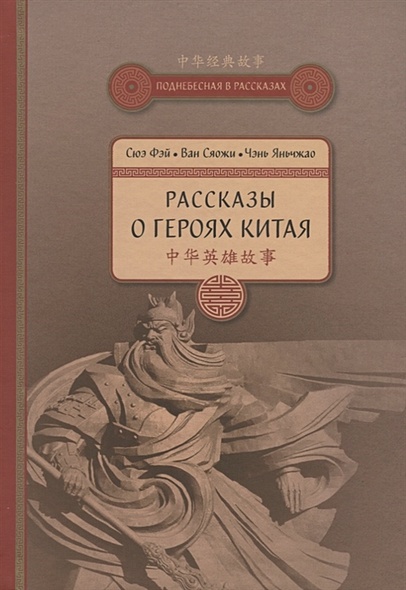 中华经典故事
ПОДНЕБЕСНАЯ В РАССКАЗАХ
Сюэ Фэй • Ван Сяожи • Чэнь Яньчжао
РАССКАЗЫ
О ГЕРОЯХ КИТАЯ
中华英雄故事